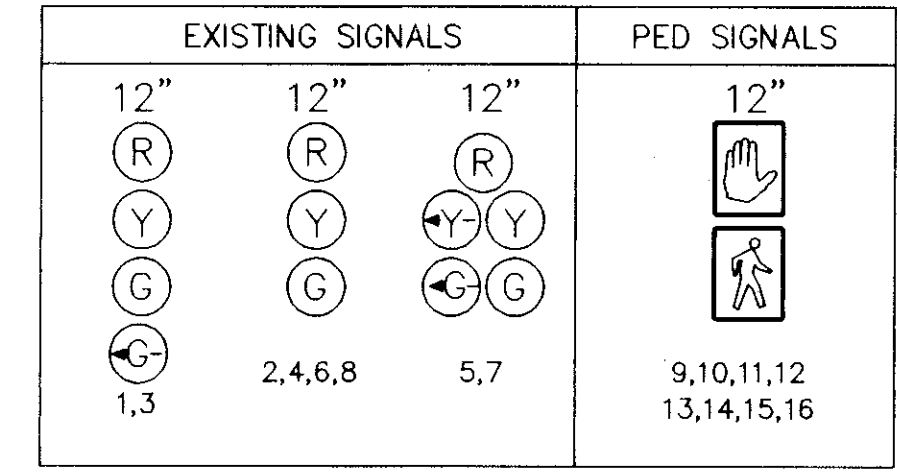 EXISTING SIGNALS
PED SIGNALS
12" 12" 12" 12"
R R R
Y Y Y Y
G G G G
G
2,4,6,8 5,7 9,10,11,12
1,3 13,14,15,16